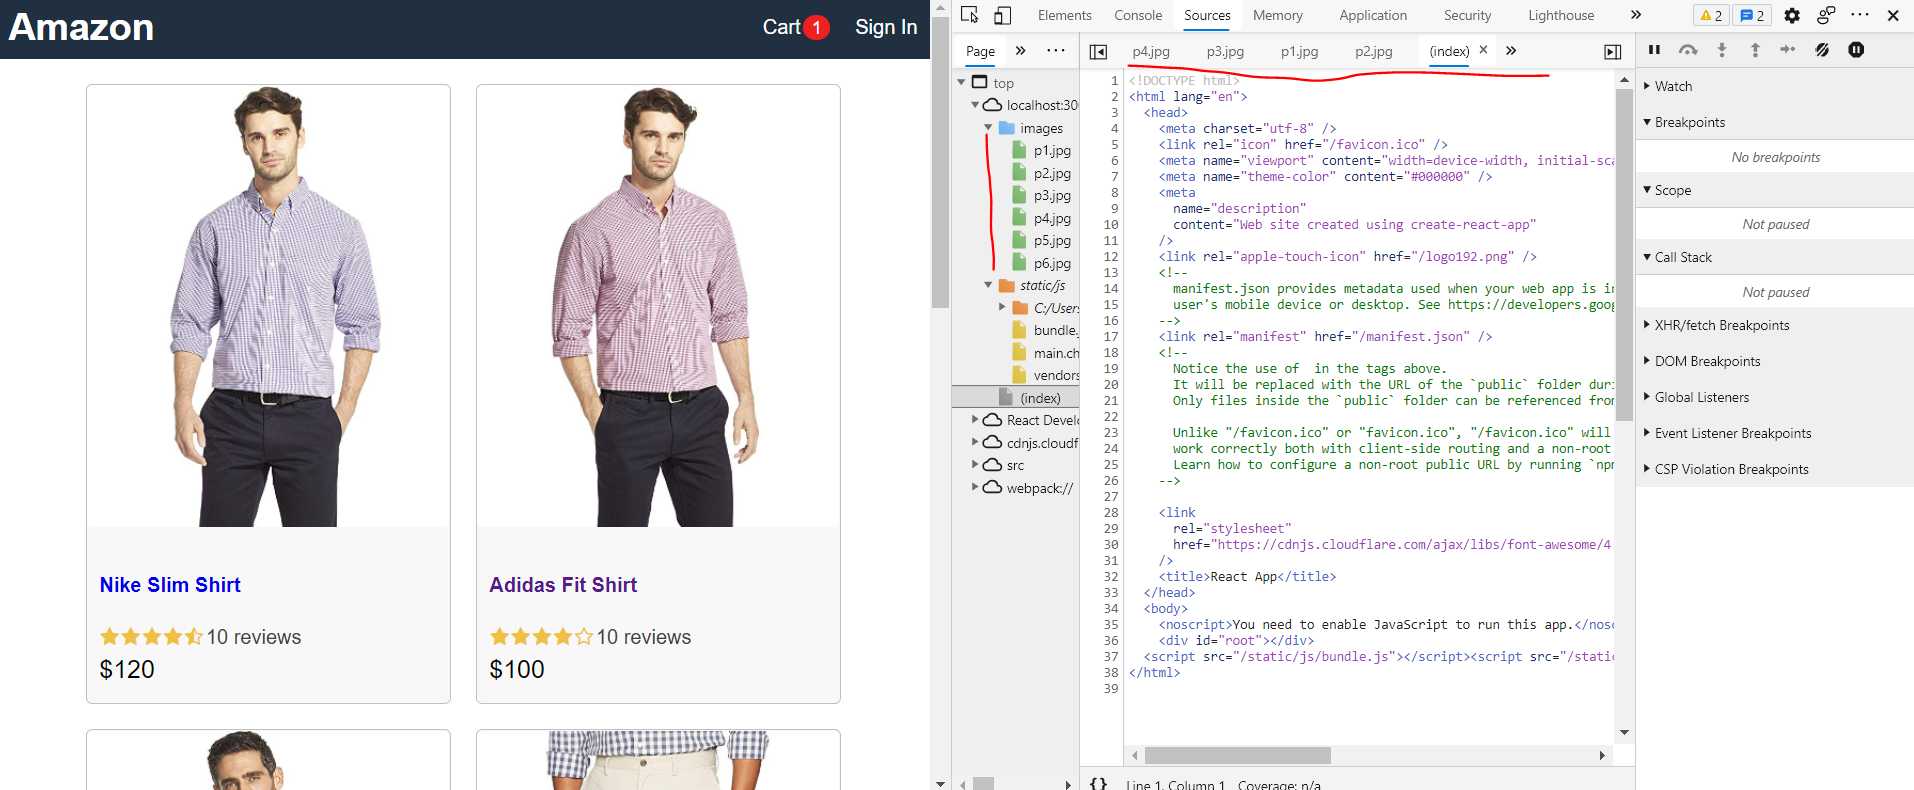 Amazon
Cart 1 Sign In
Nike Slim Shirt
10 reviews
$120
Adidas Fit Shirt
10 reviews
$100
Elements Console Sources Memory Application Security Lighthouse » 2 2
Page » ⋯
p4.jpg p3.jpg p1.jpg p2.jpg (index) × »
top
localhost:300
images
p1.jpg
p2.jpg
p3.jpg
p4.jpg
p5.jpg
p6.jpg
static/js
C:/Users
bundle.
main.ch
vendors
(index)
React Develo
cdnjs.cloudf
src
webpack://
1 <!DOCTYPE html>
2 <html lang="en">
3 <head>
4 <meta charset="utf-8" />
5 <link rel="icon" href="/favicon.ico" />
6 <meta name="viewport" content="width=device-width, initial-sca
7 <meta name="theme-color" content="#000000" />
8 <meta
9 name="description"
10 content="Web site created using create-react-app"
11 />
12 <link rel="apple-touch-icon" href="/logo192.png" />
13 <!--
14 manifest.json provides metadata used when your web app is in
15 user's mobile device or desktop. See https://developers.goog
16 -->
17 <link rel="manifest" href="/manifest.json" />
18 <!--
19 Notice the use of  in the tags above.
20 It will be replaced with the URL of the `public` folder duri
21 Only files inside the `public` folder can be referenced from
22
23 Unlike "/favicon.ico" or "favicon.ico", "/favicon.ico" will
24 work correctly both with client-side routing and a non-root
25 Learn how to configure a non-root public URL by running `npm
26 -->
27
28 <link
29 rel="stylesheet"
30 href="https://cdnjs.cloudflare.com/ajax/libs/font-awesome/4
31 />
32 <title>React App</title>
33 </head>
34 <body>
35 <noscript>You need to enable JavaScript to run this app.</nosc
36 <div id="root"></div>
37 <script src="/static/js/bundle.js"></script><script src="/stati
38 </html>
39
{} Line 1, Column 1 Coverage: n/a
Watch
Breakpoints
No breakpoints
Scope
Not paused
Call Stack
Not paused
XHR/fetch Breakpoints
DOM Breakpoints
Global Listeners
Event Listener Breakpoints
CSP Violation Breakpoints